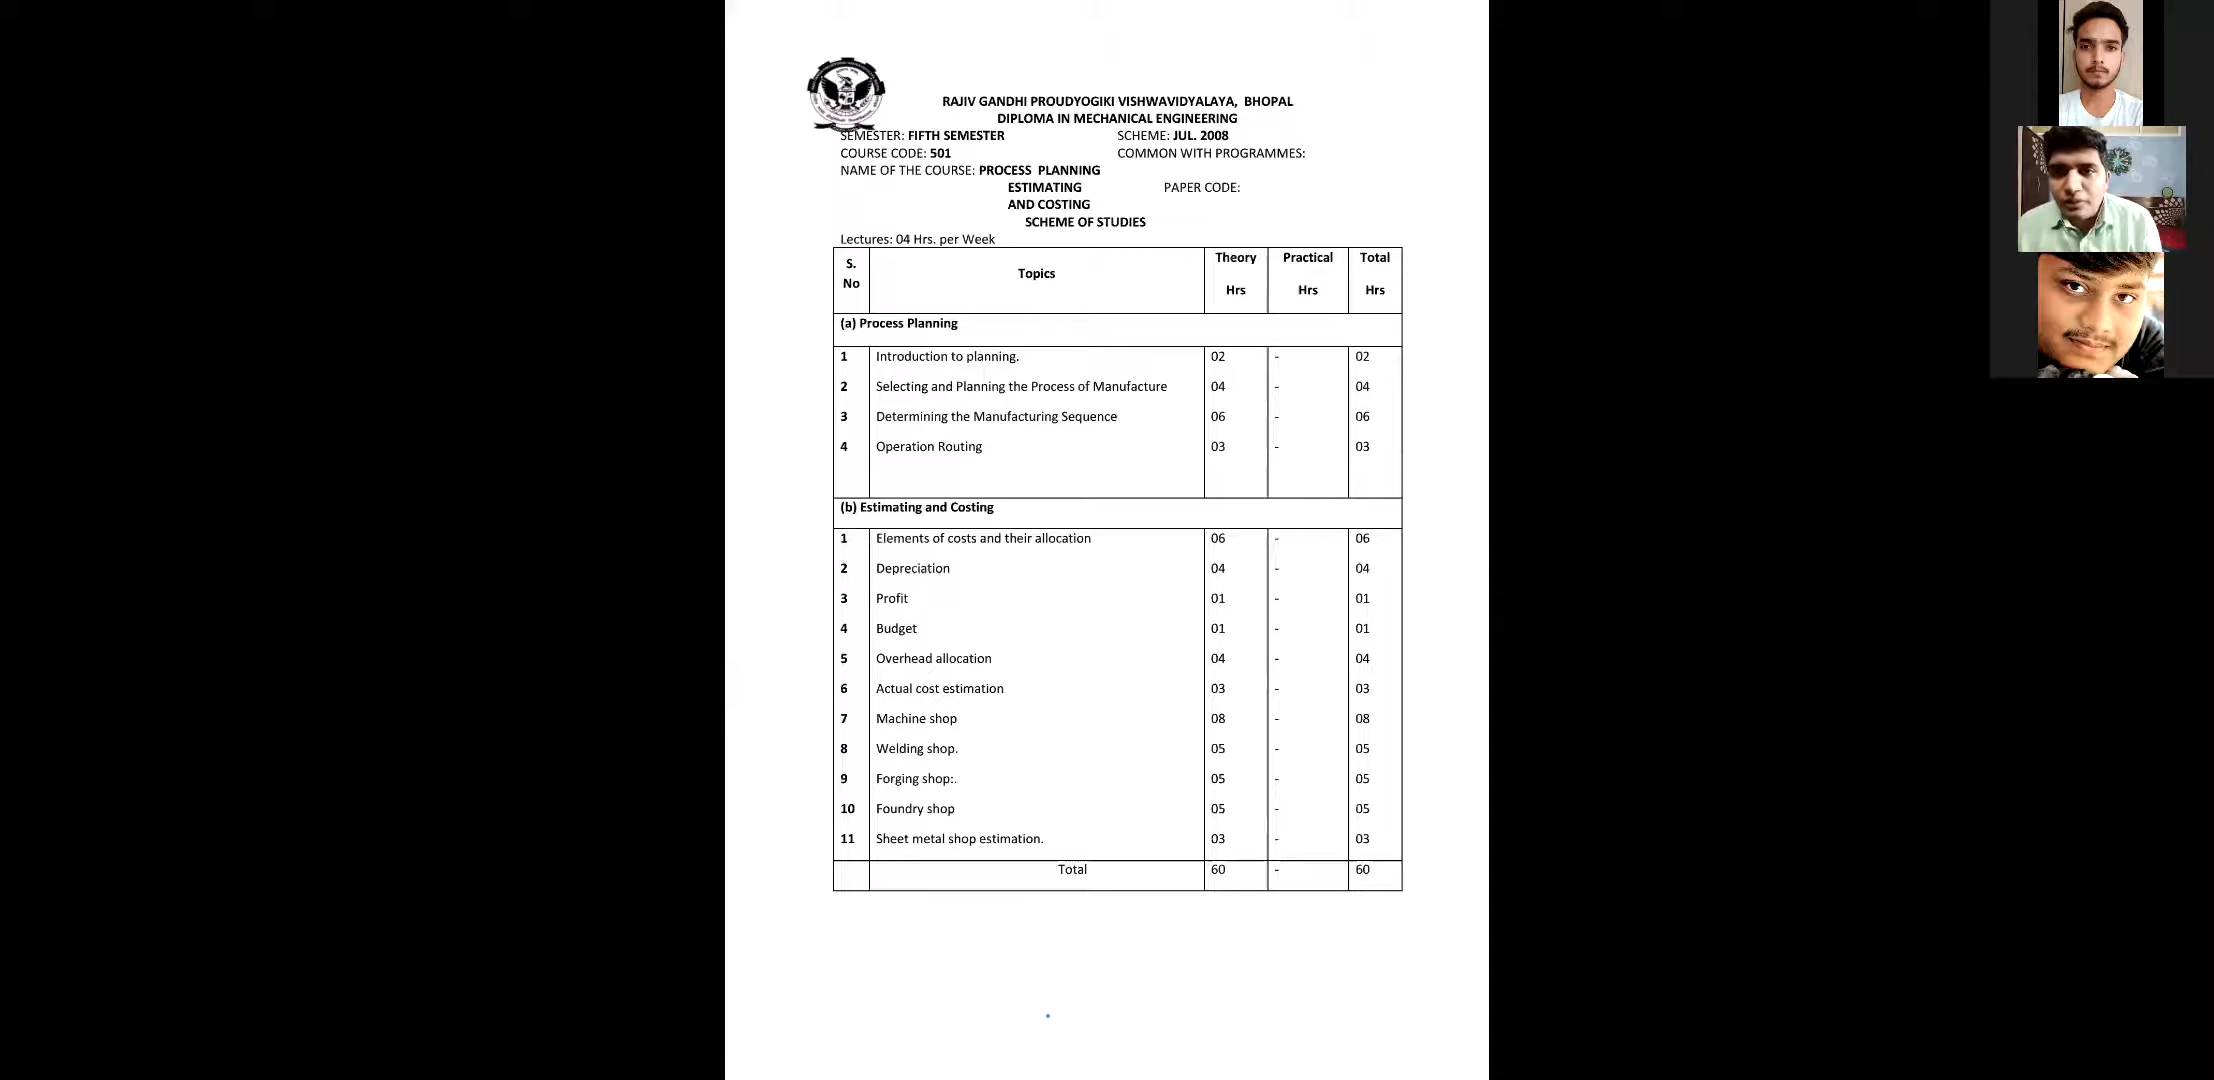 RAJIV GANDHI PROUDYOGIKI VISHWAVIDYALAYA, BHOPAL
DIPLOMA IN MECHANICAL ENGINEERING
SEMESTER: FIFTH SEMESTER SCHEME: JUL. 2008
COURSE CODE: 501 COMMON WITH PROGRAMMES:
NAME OF THE COURSE: PROCESS PLANNING
ESTIMATING PAPER CODE:
AND COSTING
SCHEME OF STUDIES
Lectures: 04 Hrs. per Week
S. No Topics Theory Hrs Practical Hrs Total Hrs
(a) Process Planning
1 Introduction to planning. 02 - 02
2 Selecting and Planning the Process of Manufacture 04 - 04
3 Determining the Manufacturing Sequence 06 - 06
4 Operation Routing 03 - 03
(b) Estimating and Costing
1 Elements of costs and their allocation 06 - 06
2 Depreciation 04 - 04
3 Profit 01 - 01
4 Budget 01 - 01
5 Overhead allocation 04 - 04
6 Actual cost estimation 03 - 03
7 Machine shop 08 - 08
8 Welding shop. 05 - 05
9 Forging shop:. 05 - 05
10 Foundry shop 05 - 05
11 Sheet metal shop estimation. 03 - 03
Total 60 - 60